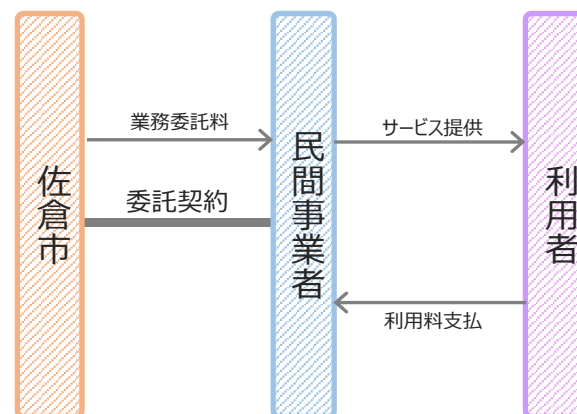 佐倉市
業務委託料
委託契約
民間事業者
サービス提供
利用料支払
利用者